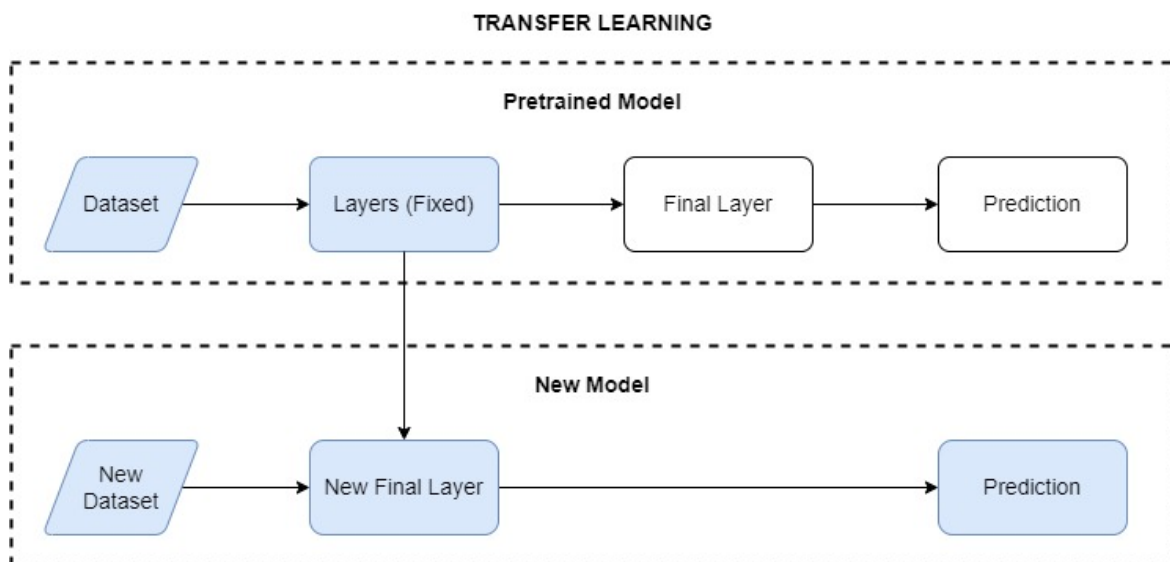 TRANSFER LEARNING
Pretrained Model
Dataset
Layers (Fixed)
Final Layer
Prediction
New Model
New
Dataset
New Final Layer
Prediction